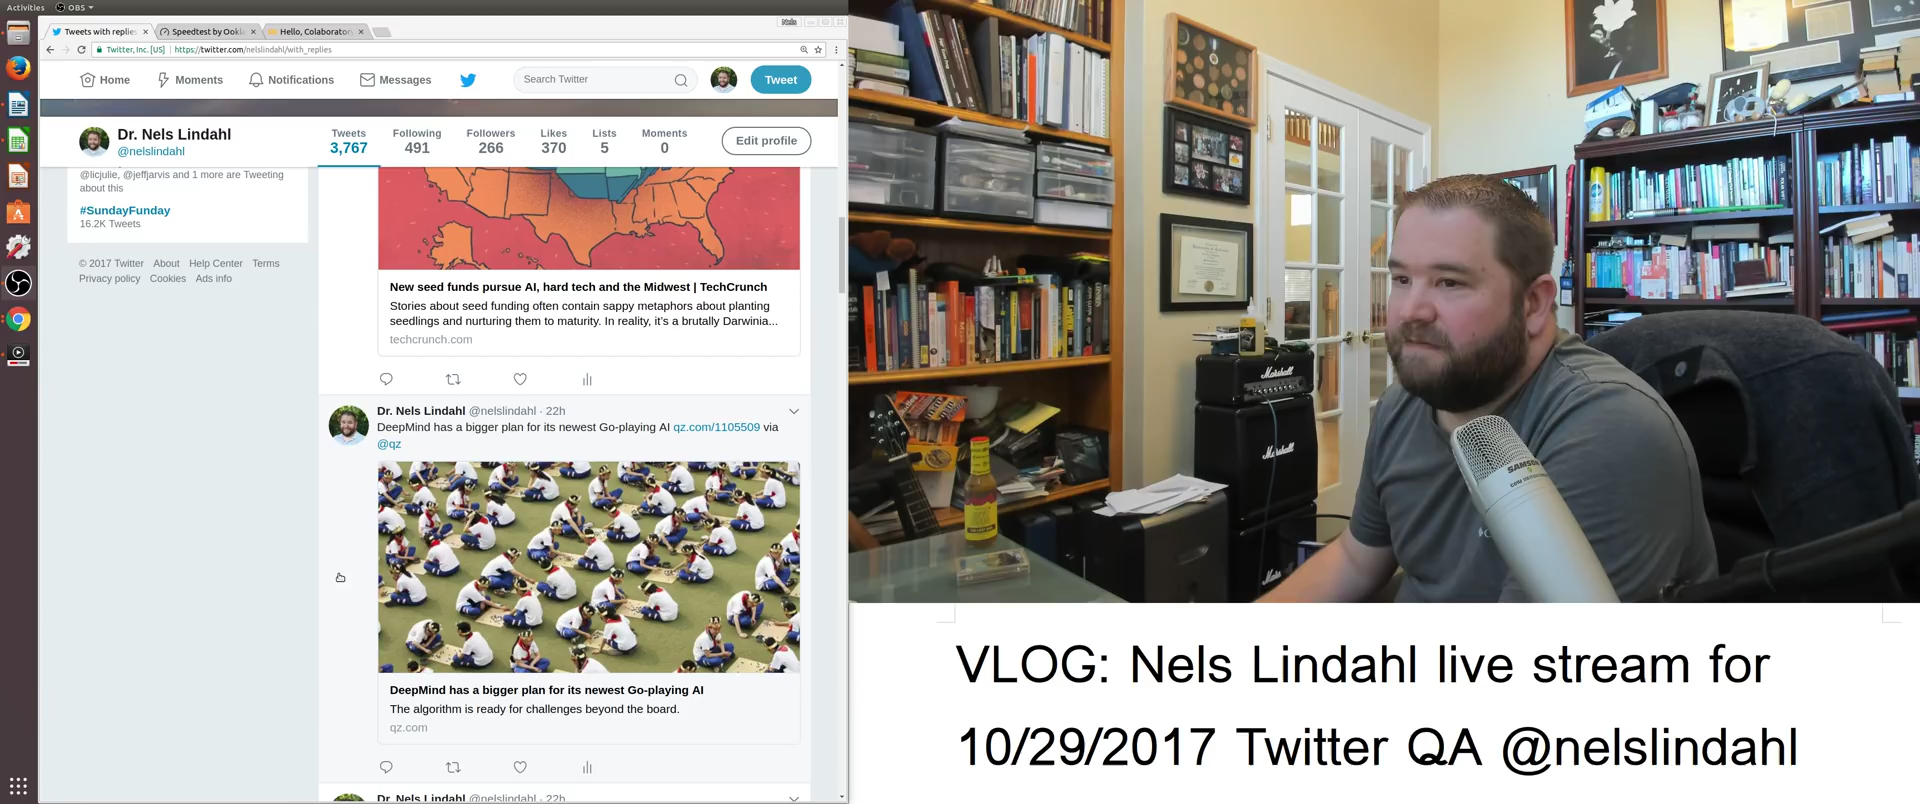 Activities
OBS
Tweets with replies
Speedtest by Ookla
Hello, Colaboratory
Nels
Twitter, Inc. [US]
https://twitter.com/nelslindahl/with_replies
Home
Moments
Notifications
Messages
Search Twitter
Tweet
Dr. Nels Lindahl
@nelslindahl
Tweets
3,767
Following
491
Followers
266
Likes
370
Lists
5
Moments
0
Edit profile
@licjulie, @jeffjarvis and 1 more are Tweeting
about this
#SundayFunday
16.2K Tweets
© 2017 Twitter About Help Center Terms
Privacy policy Cookies Ads info
New seed funds pursue AI, hard tech and the Midwest | TechCrunch
Stories about seed funding often contain sappy metaphors about planting
seedlings and nurturing them to maturity. In reality, it's a brutally Darwinia...
techcrunch.com
Dr. Nels Lindahl @nelslindahl · 22h
DeepMind has a bigger plan for its newest Go-playing AI qz.com/1105509 via
@qz
DeepMind has a bigger plan for its newest Go-playing AI
The algorithm is ready for challenges beyond the board.
qz.com
Dr. Nels Lindahl @nelslindahl · 22h
Marshall
Marshall
Marshall
SAMSON
VLOG: Nels Lindahl live stream for
10/29/2017 Twitter QA @nelslindahl